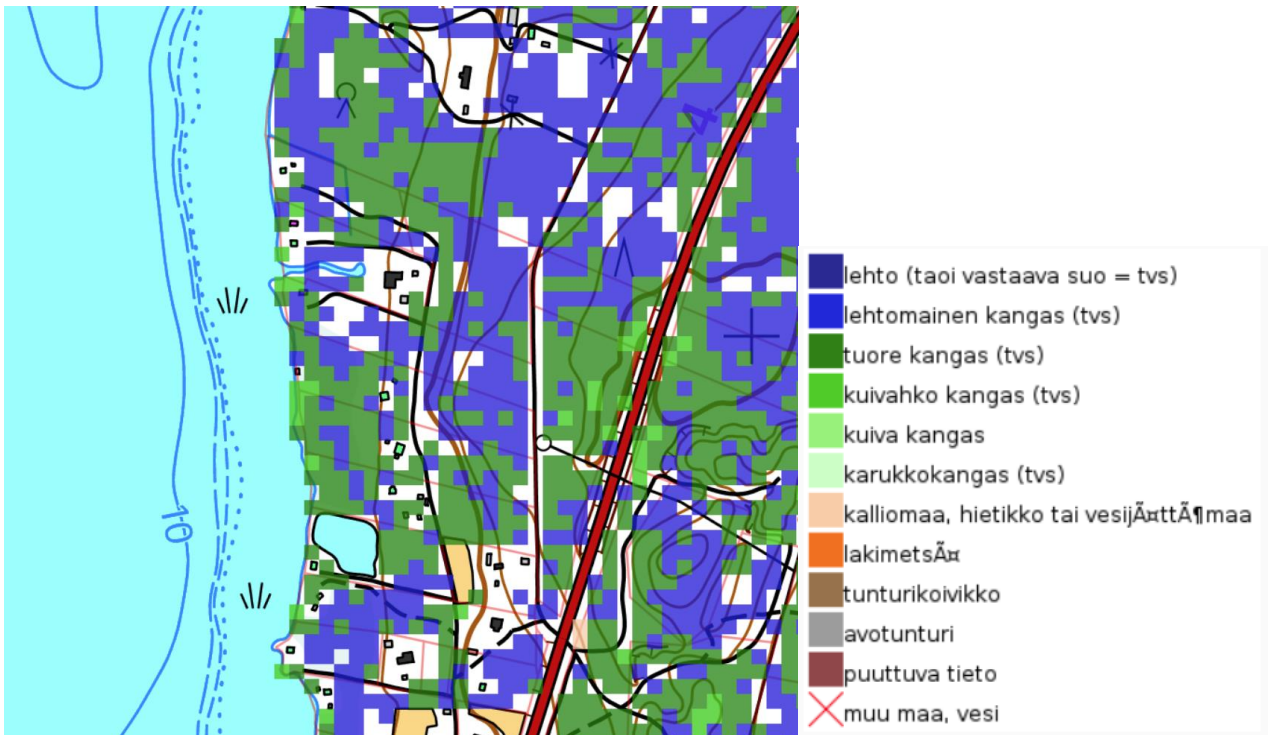 4
10
lehto (taoi vastaava suo = tvs)
lehtomainen kangas (tvs)
tuore kangas (tvs)
kuivahko kangas (tvs)
kuiva kangas
karukkokangas (tvs)
kalliomaa, hietikko tai vesijÃ¤ttÃ¶maa
lakimetsÃ¤
tunturikoivikko
avotunturi
puuttuva tieto
muu maa, vesi